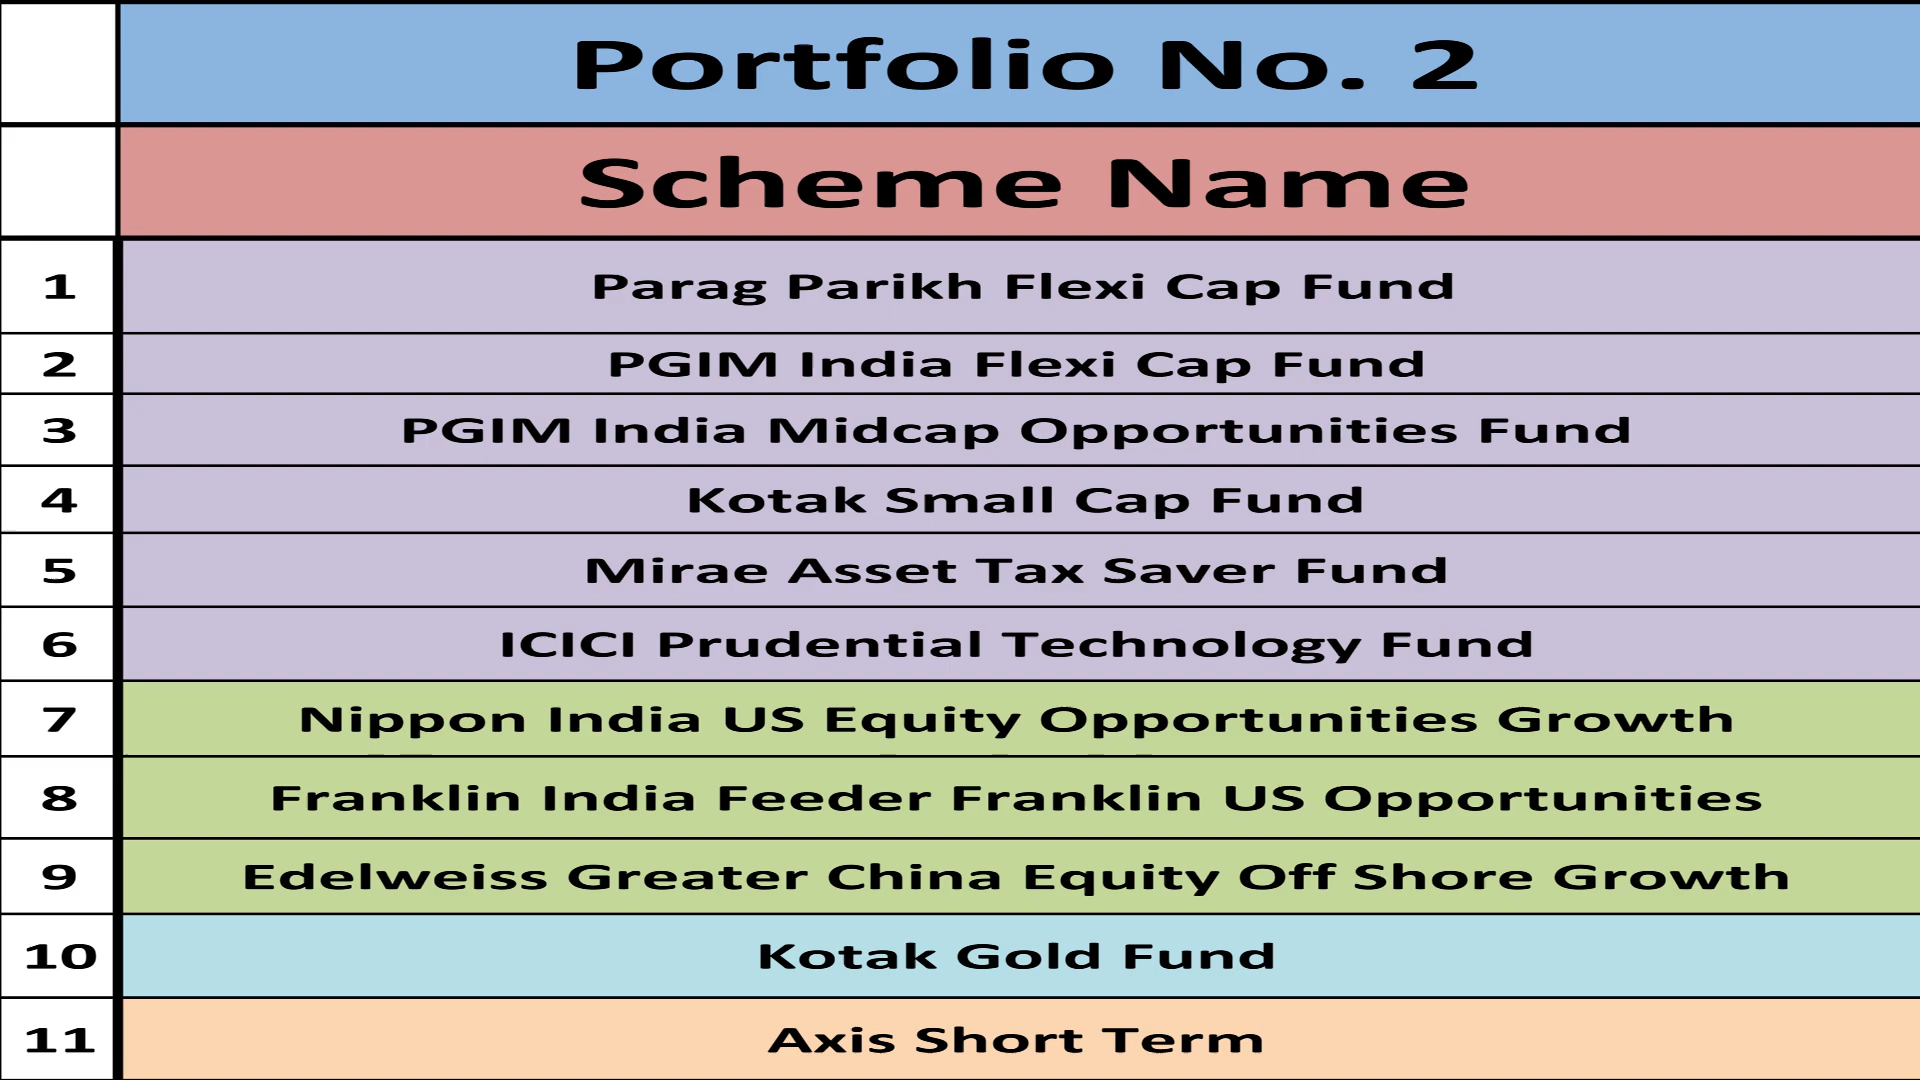 Portfolio No. 2
Scheme Name
1 Parag Parikh Flexi Cap Fund
2 PGIM India Flexi Cap Fund
3 PGIM India Midcap Opportunities Fund
4 Kotak Small Cap Fund
5 Mirae Asset Tax Saver Fund
6 ICICI Prudential Technology Fund
7 Nippon India US Equity Opportunities Growth
8 Franklin India Feeder Franklin US Opportunities
9 Edelweiss Greater China Equity Off Shore Growth
10 Kotak Gold Fund
11 Axis Short Term